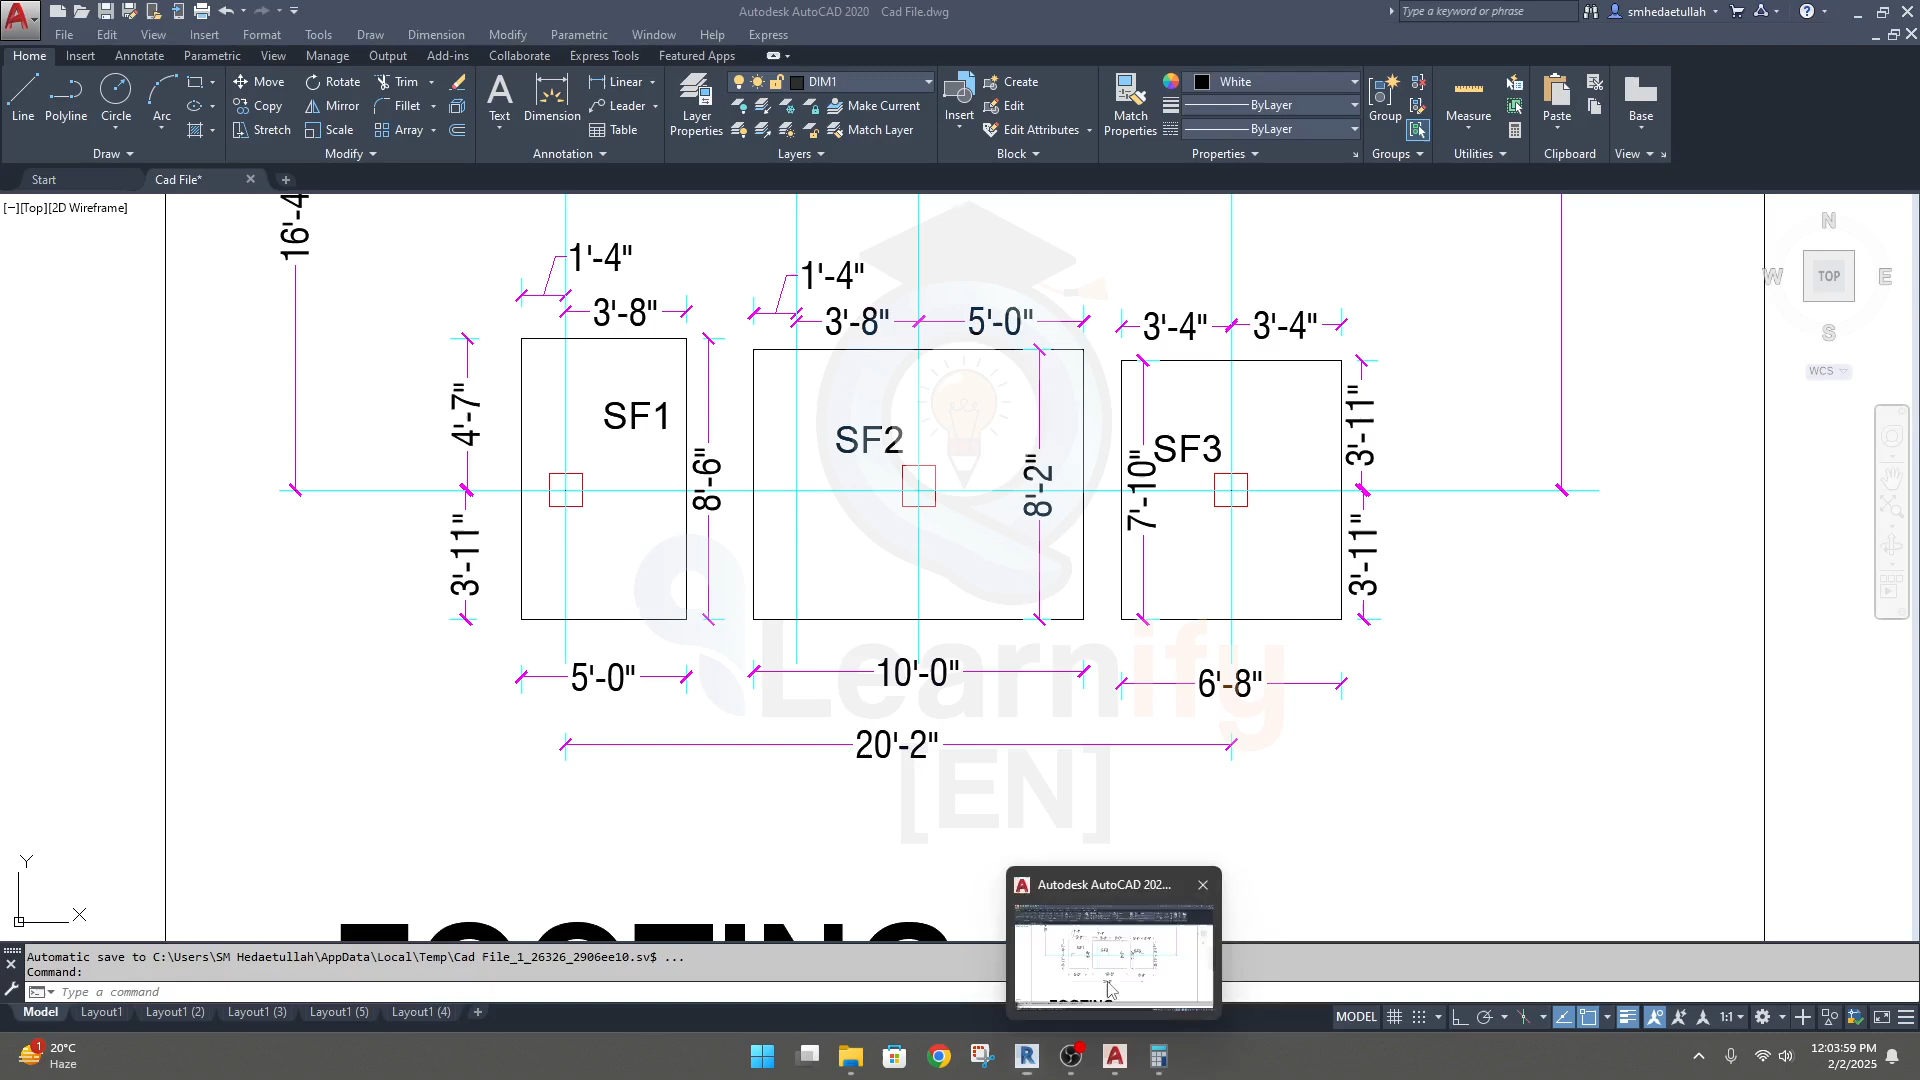 Autodesk AutoCAD 2020 Cad File.dwg
Type a keyword or phrase
smhedaetullah
File Edit View Insert Format Tools Draw Dimension Modify Parametric Window Help Express
Home Insert Annotate Parametric View Manage Output Add-ins Collaborate Express Tools Featured Apps
Line Polyline Circle Arc
Move Rotate Trim
Copy Mirror Fillet
Stretch Scale Array
Text Dimension
Linear
Leader
Table
Layer Properties
DIM1
Make Current
Match Layer
Insert
Create
Edit
Edit Attributes
Match Properties
White
ByLayer
ByLayer
Group
Measure
Paste
Base
Draw Modify Annotation Layers Block Properties Groups Utilities Clipboard View
Start Cad File*
[−][Top][2D Wireframe]
N
W TOP E
S
WCS
16'-4
1'-4"
1'-4"
3'-8"
3'-8"
5'-0"
3'-4"
3'-4"
4'-7"
SF1
8'-6"
SF2
8'-2"
SF3
7'-10"
3'-11"
3'-11"
3'-11"
5'-0"
10'-0"
6'-8"
20'-2"
Learnify
[EN]
Y
X
Autodesk AutoCAD 202...
Automatic save to C:\Users\SM Hedaetullah\AppData\Local\Temp\Cad File_1_26326_2906ee10.sv$ ...
Command:
Type a command
Model Layout1 Layout1 (2) Layout1 (3) Layout1 (5) Layout1 (4)
MODEL
1:1
1
20°C
Haze
12:03:59 PM
2/2/2025